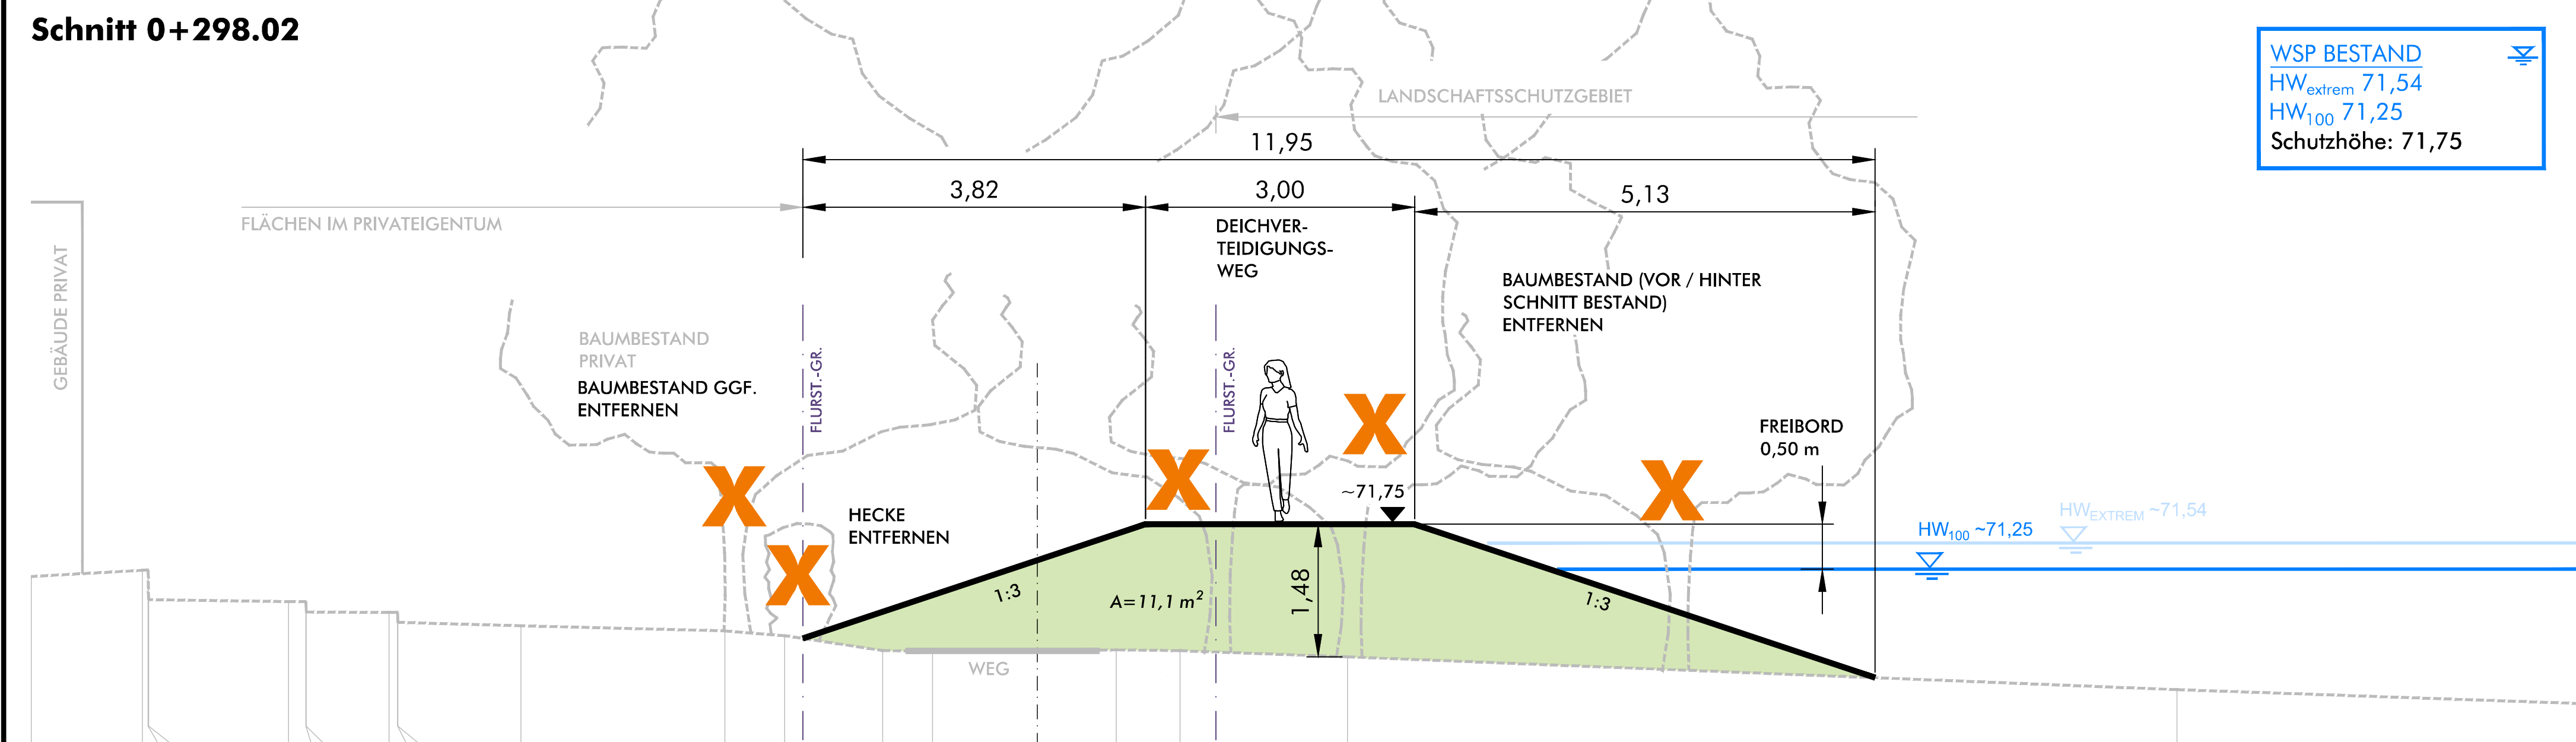 Schnitt 0+298.02
WSP BESTAND
HWextrem 71,54
HW100 71,25
Schutzhöhe: 71,75
LANDSCHAFTSSCHUTZGEBIET
11,95
3,82
3,00
5,13
FLÄCHEN IM PRIVATEIGENTUM
DEICHVER-
TEIDIGUNGS-
WEG
GEBÄUDE PRIVAT
BAUMBESTAND (VOR / HINTER
SCHNITT BESTAND)
ENTFERNEN
BAUMBESTAND
PRIVAT
BAUMBESTAND GGF.
ENTFERNEN
FLURST.-GR.
FLURST.-GR.
FREIBORD
0,50 m
~71,75
HECKE
ENTFERNEN
HWEXTREM ~71,54
HW100 ~71,25
1:3
A=11,1 m²
1,48
1:3
WEG